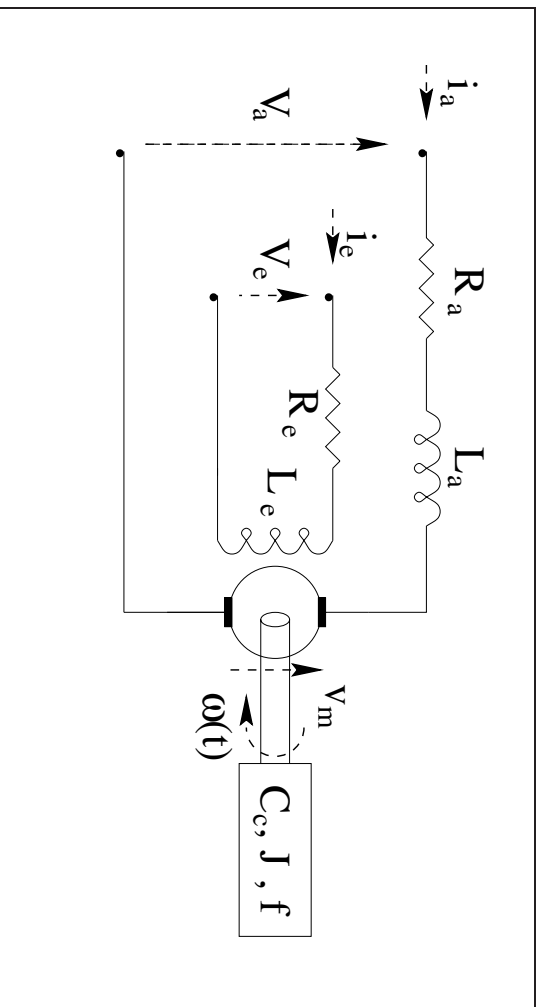 i_a
R_a
L_a
V_a
i_e
V_e
R_e
L_e
v_m
ω(t)
C_c, J , f